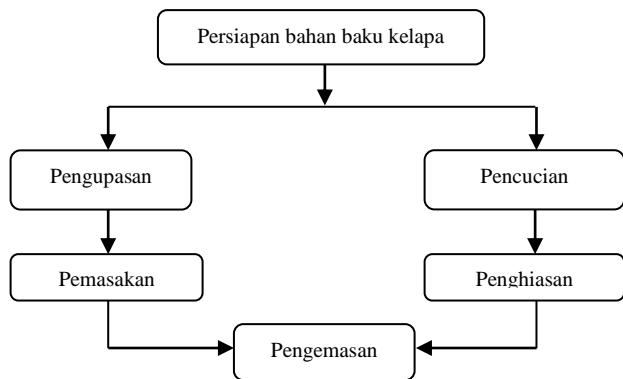 Persiapan bahan baku kelapa
Pengupasan
Pencucian
Pemasakan
Penghiasan
Pengemasan